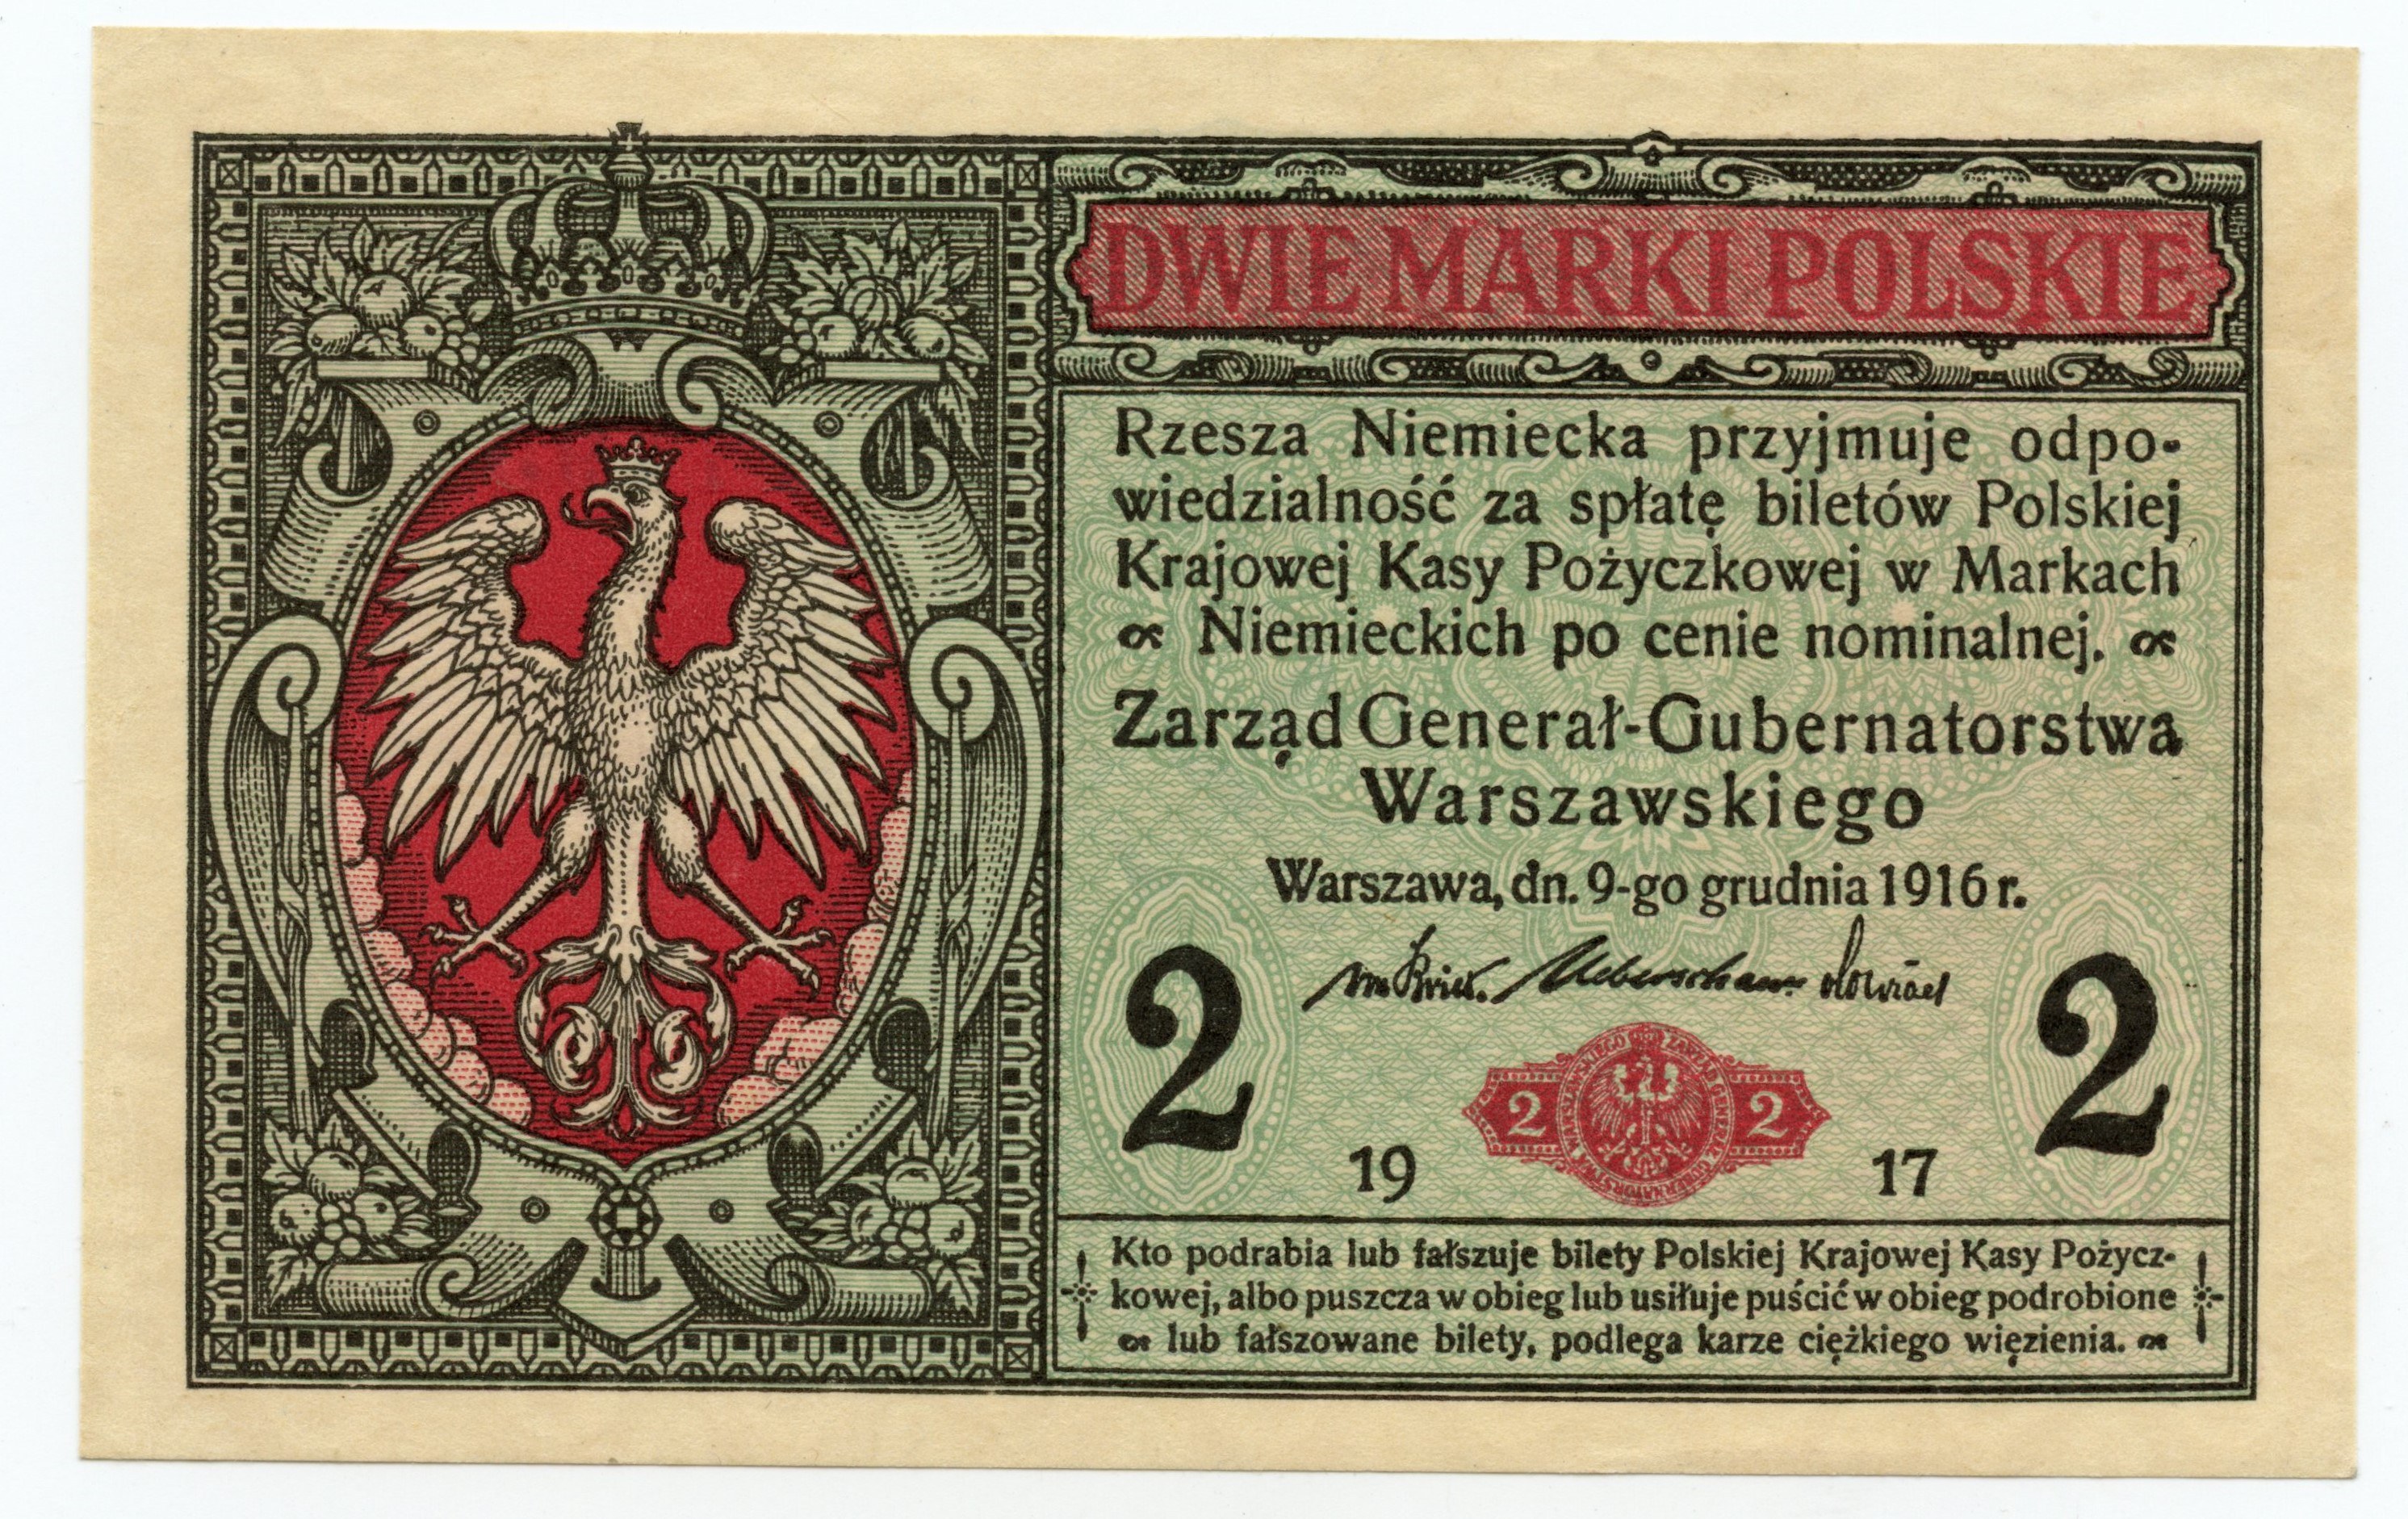 DWIE MARKI POLSKIE
Rzesza Niemiecka przyjmuje odpo-
wiedzialność za spłatę biletów Polskiej
Krajowej Kasy Pożyczkowej w Markach
Niemieckich po cenie nominalnej.
Zarząd Generał-Gubernatorstwa
Warszawskiego
Warszawa, dn. 9-go grudnia 1916 r.
2 2
2 2
19 17
Kto podrabia lub fałszuje bilety Polskiej Krajowej Kasy Pożycz-
kowej, albo puszcza w obieg lub usiłuje puścić w obieg podrobione
lub fałszowane bilety, podlega karze ciężkiego więzienia.